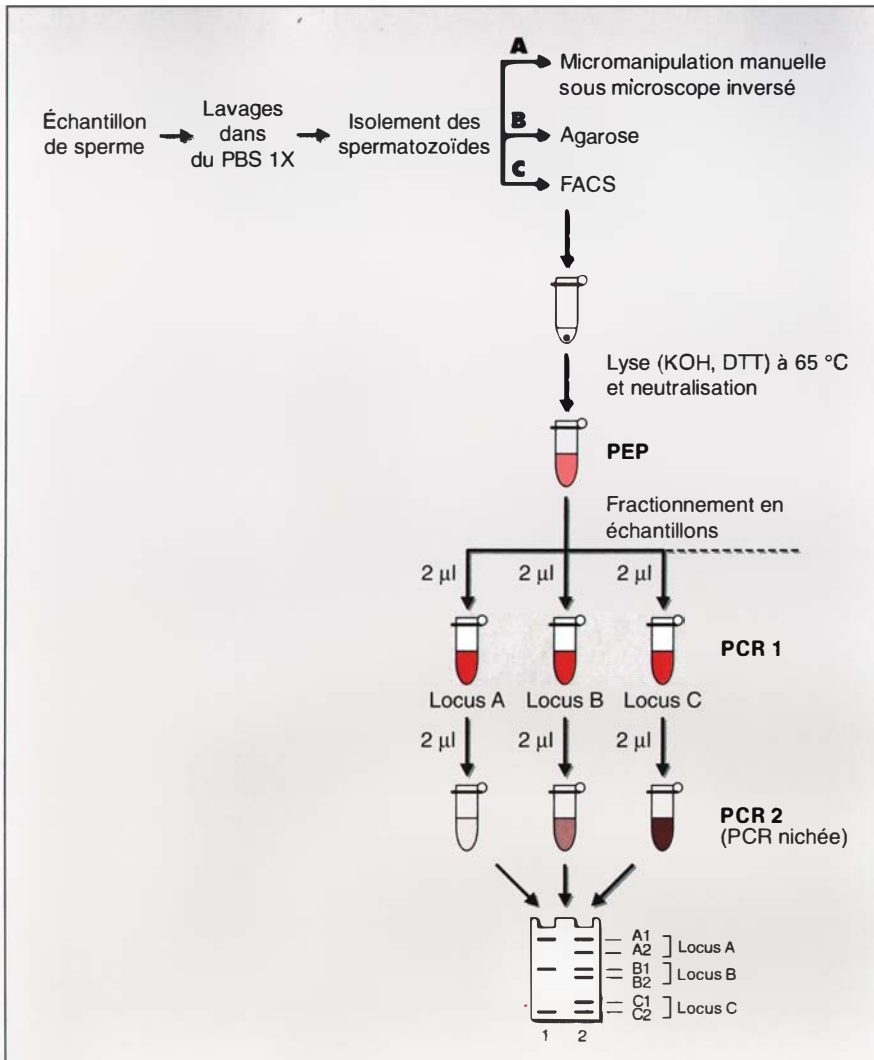 Échantillon
de sperme
Lavages
dans
du PBS 1X
Isolement des
spermatozoïdes
A
Micromanipulation manuelle
sous microscope inversé
B
Agarose
C
FACS
Lyse (KOH, DTT) à 65 °C
et neutralisation
PEP
Fractionnement en
échantillons
2 µl 2 µl 2 µl
PCR 1
Locus A Locus B Locus C
2 µl 2 µl 2 µl
PCR 2
(PCR nichée)
A1
A2
Locus A
B1
B2
Locus B
C1
C2
Locus C
1 2